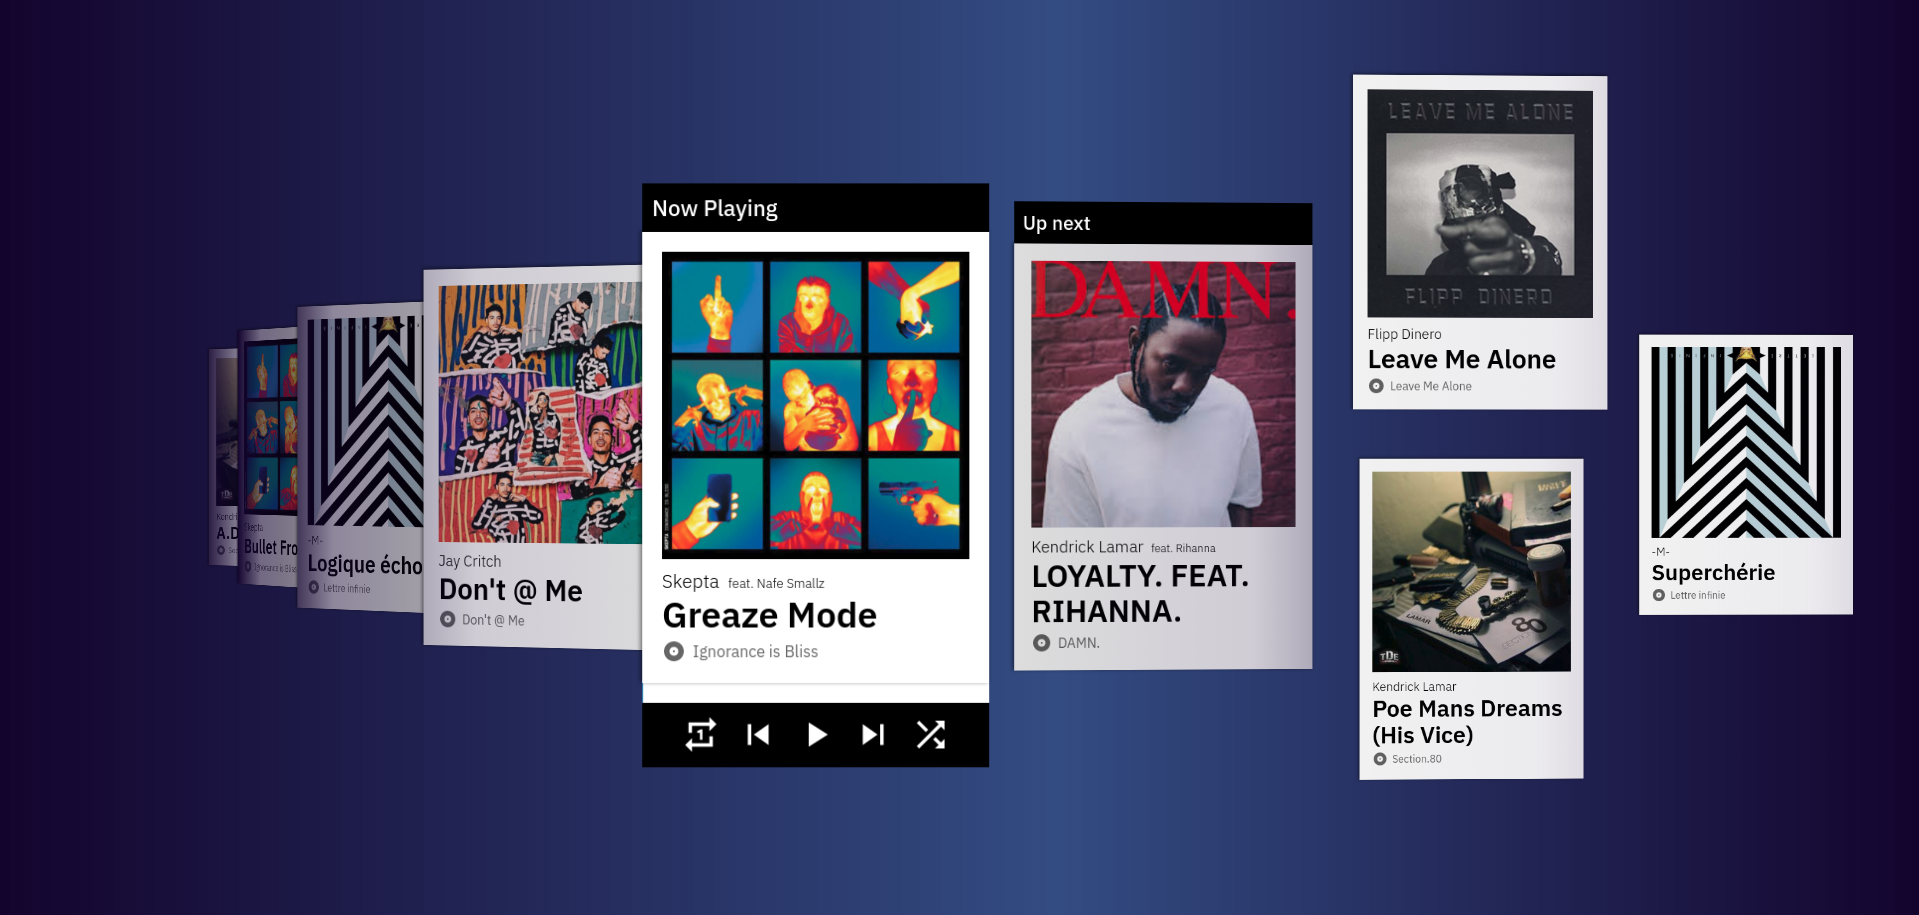 Kendri
A.D
Sec
Skepta
Bullet Fro
Ignorance is Bliss
-M-
Logique écho
Lettre infinie
Jay Critch
Don't @ Me
Don't @ Me
Now Playing
Skepta feat. Nafe Smallz
Greaze Mode
Ignorance is Bliss
Up next
DAMN.
Kendrick Lamar feat. Rihanna
LOYALTY. FEAT.
RIHANNA.
DAMN.
LEAVE ME ALONE
FLIPP DINERO
Flipp Dinero
Leave Me Alone
Leave Me Alone
TDE
Kendrick Lamar
Poe Mans Dreams
(His Vice)
Section.80
-M-
Superchérie
Lettre infinie